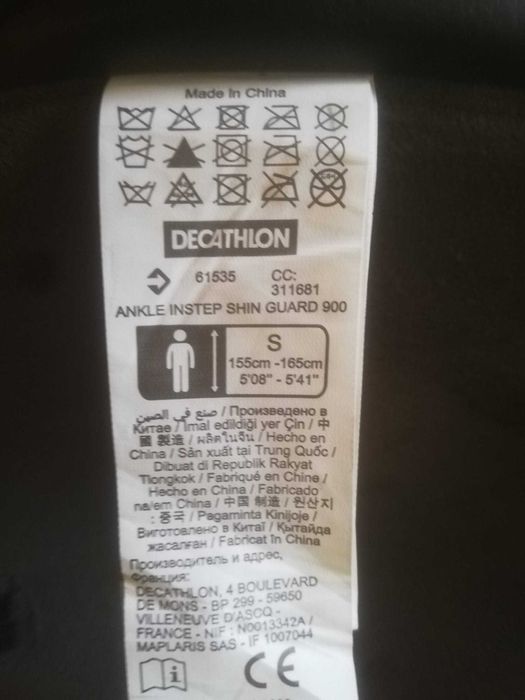 Made In China
DECATHLON
61535 CC:
311681
ANKLE INSTEP SHIN GUARD 900
S
155cm -165cm
5'08" - 5'41"
صنع في الصين / Произведено в
Китае / İmal edildiği yer Çin / 中
國 製造 / ผลิตในจีน / Hecho en
China / Sản xuất tại Trung Quốc /
Dibuat di Republik Rakyat
Tiongkok / Fabriqué en Chine /
Hecho en China / Fabricado
na/em China / 中国 制造 / 원산지
: 중국 / Pagaminta Kinijoje /
Виготовлено в Китаї / Қытайда
жасалған / Fabricat în China
Производитель и адрес,
Франция:
DECATHLON, 4 BOULEVARD
DE MONS - BP 299 - 59650
VILLENEUVE D'ASCQ -
FRANCE - NIF : N0013342A /
MAPLARIS SAS - IF 1007044
i CE